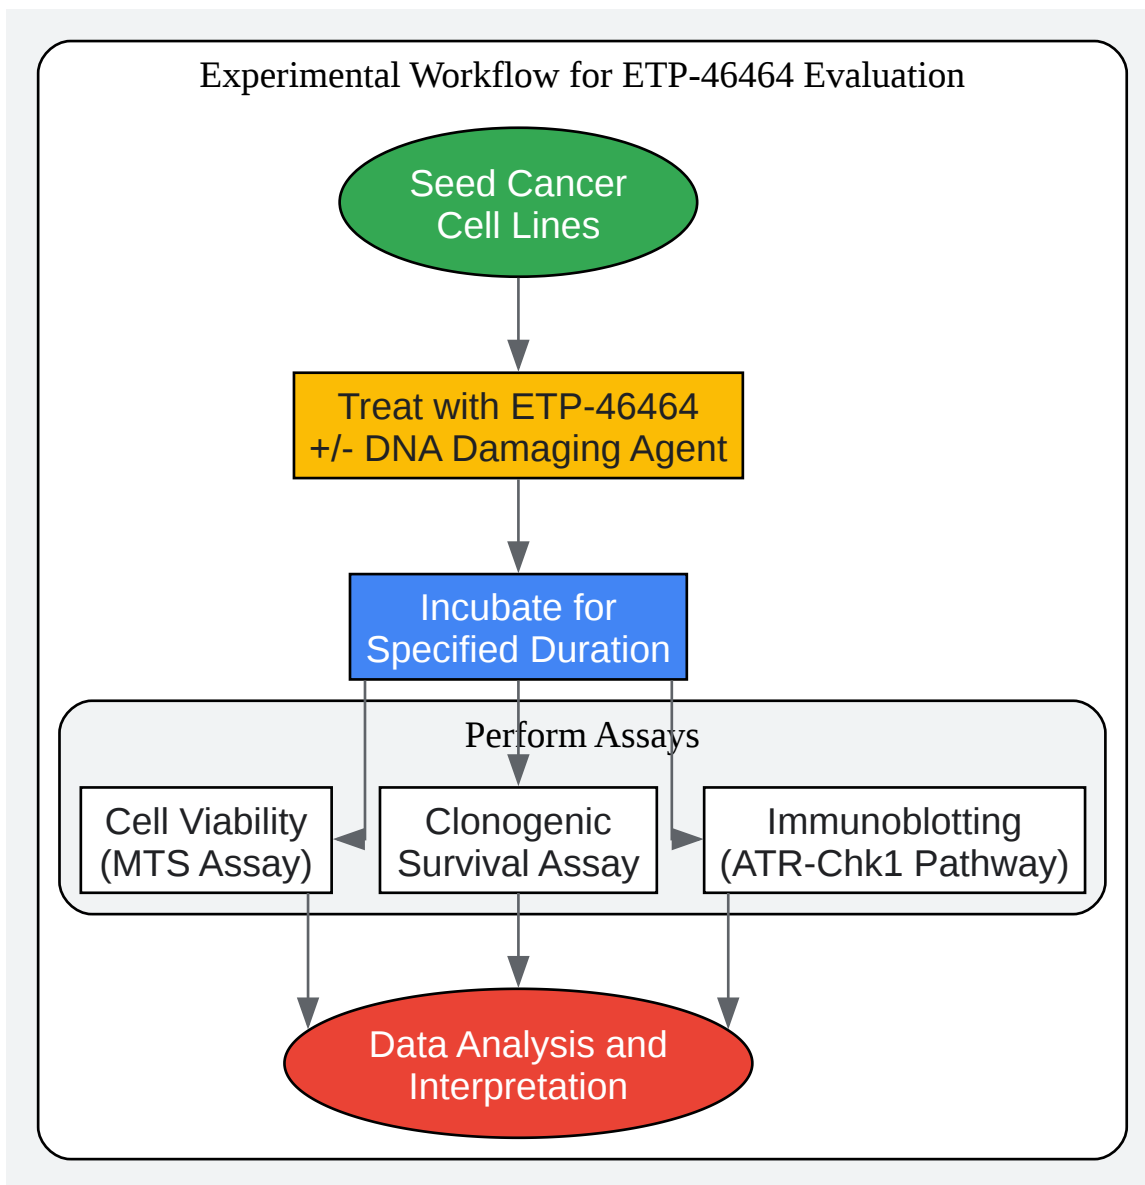 Experimental Workflow for ETP-46464 Evaluation
Seed Cancer
Cell Lines
Treat with ETP-46464
+/- DNA Damaging Agent
Incubate for
Specified Duration
Perform Assays
Cell Viability
(MTS Assay)
Clonogenic
Survival Assay
Immunoblotting
(ATR-Chk1 Pathway)
Data Analysis and
Interpretation